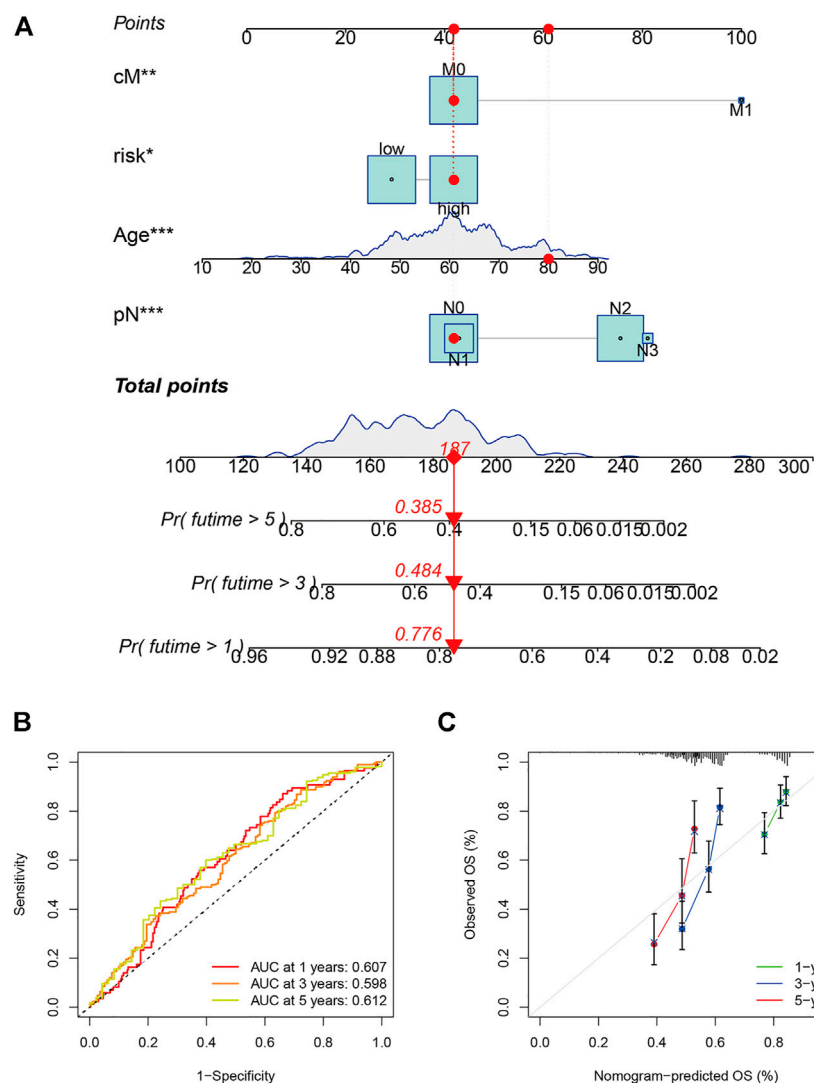 A
Points
0 20 40 60 80 100
cM**
M0
M1
risk*
low
high
Age***
10 20 30 40 50 60 70 80 90
pN***
N0
N2
N1
N3
Total points
187
100 120 140 160 180 200 220 240 260 280 300
0.385
Pr( futime > 5 )
0.8 0.6 0.4 0.15 0.06 0.015 0.002
0.484
Pr( futime > 3 )
0.8 0.6 0.4 0.15 0.06 0.015 0.002
0.776
Pr( futime > 1 )
0.96 0.92 0.88 0.8 0.6 0.4 0.2 0.08 0.02
B
Sensitivity
1.0
0.8
0.6
0.4
0.2
0.0
AUC at 1 years: 0.607
AUC at 3 years: 0.598
AUC at 5 years: 0.612
0.0 0.2 0.4 0.6 0.8 1.0
1-Specificity
C
Observed OS (%)
1.0
0.8
0.6
0.4
0.2
0.0
1-y
3-y
5-y
0.0 0.2 0.4 0.6 0.8
Nomogram-predicted OS (%)